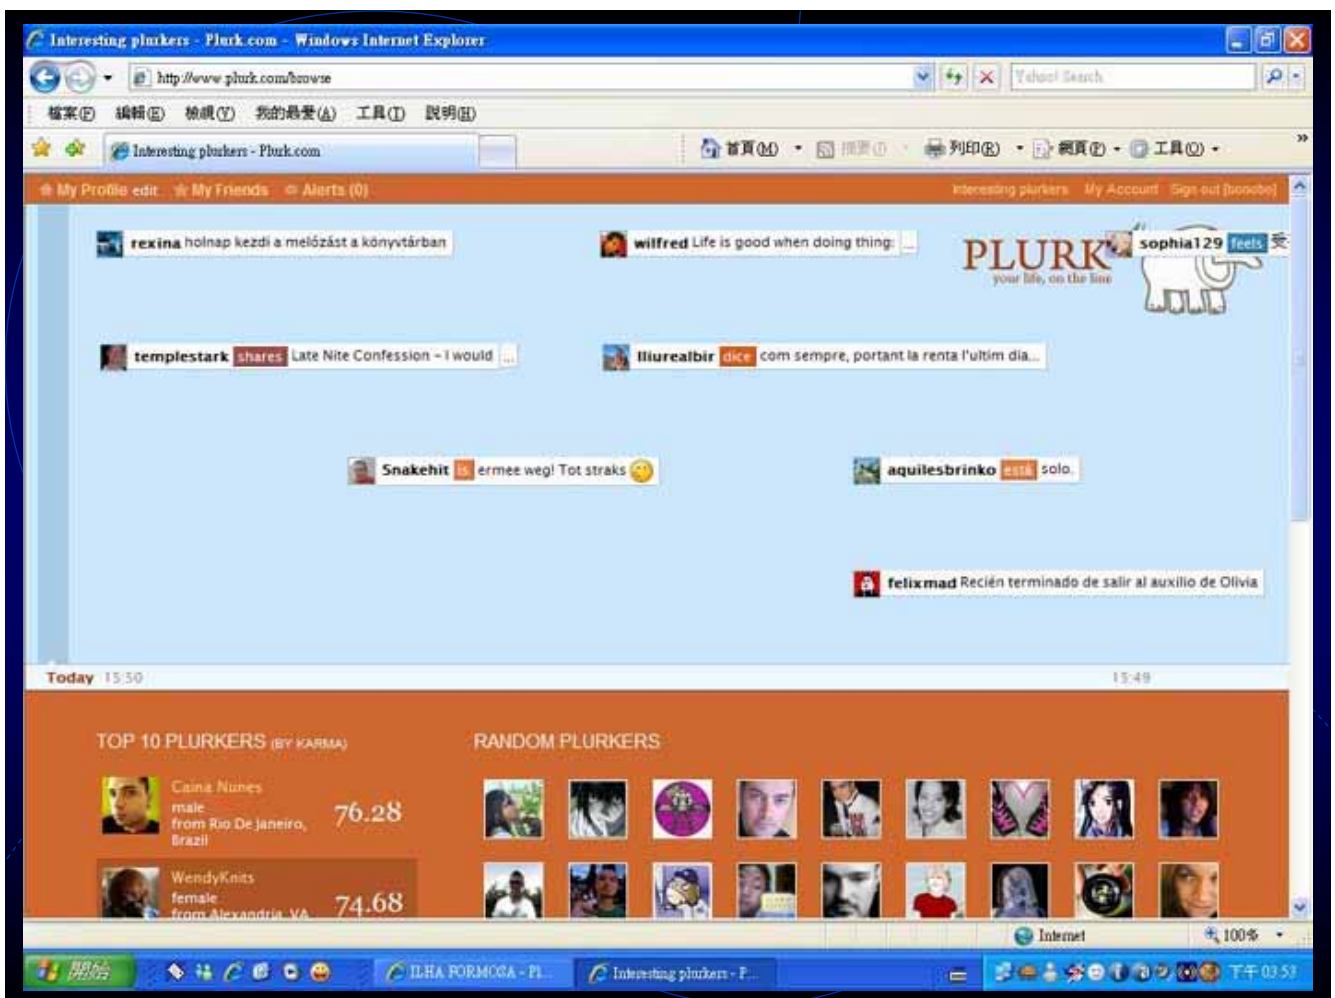 Interesting plurkers - Plurk.com - Windows Internet Explorer
http://www.plurk.com/browse
Yahoo! Search
檔案(F) 編輯(E) 檢視(V) 我的最愛(A) 工具(T) 說明(H)
Interesting plurkers - Plurk.com
首頁(M) 摘要(J) 列印(R) 網頁(P) 工具(O)
My Profile edit My Friends Alerts (0)
Interesting plurkers My Account Sign out [bonobo]
rexina holnap kezdi a melózást a könyvtárban
wilfred Life is good when doing thing: ...
PLURK
your life, on the line
sophia129 feels 受
templestark shares Late Nite Confession – I would ...
lliurealbir dice com sempre, portant la renta l'ultim dia...
Snakehit is ermee weg! Tot straks
aquilesbrinko está solo.
felixmad Recién terminado de salir al auxilio de Olivia
Today 15:50
15:49
TOP 10 PLURKERS (BY KARMA)
RANDOM PLURKERS
Caina Nunes
male
from Rio De Janeiro,
Brazil
76.28
WendyKnits
female
from Alexandria, VA
74.68
Internet
100%
開始
ILHA FORMOSA - Pl...
Interesting plurkers - P...
下午 03:53